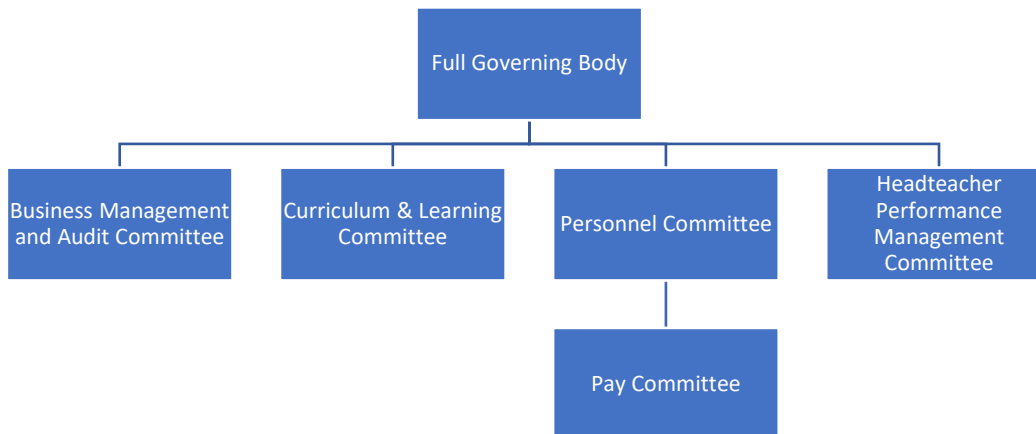 Full Governing Body
Business Management
and Audit Committee
Curriculum & Learning
Committee
Personnel Committee
Headteacher
Performance
Management
Committee
Pay Committee